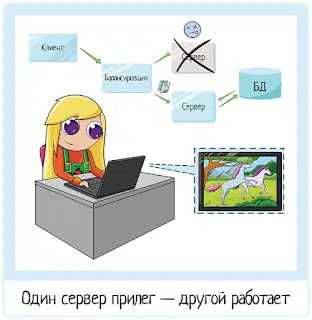 Клиент
Балансировщик
Сервер
Сервер
БД
Один сервер прилег — другой работает